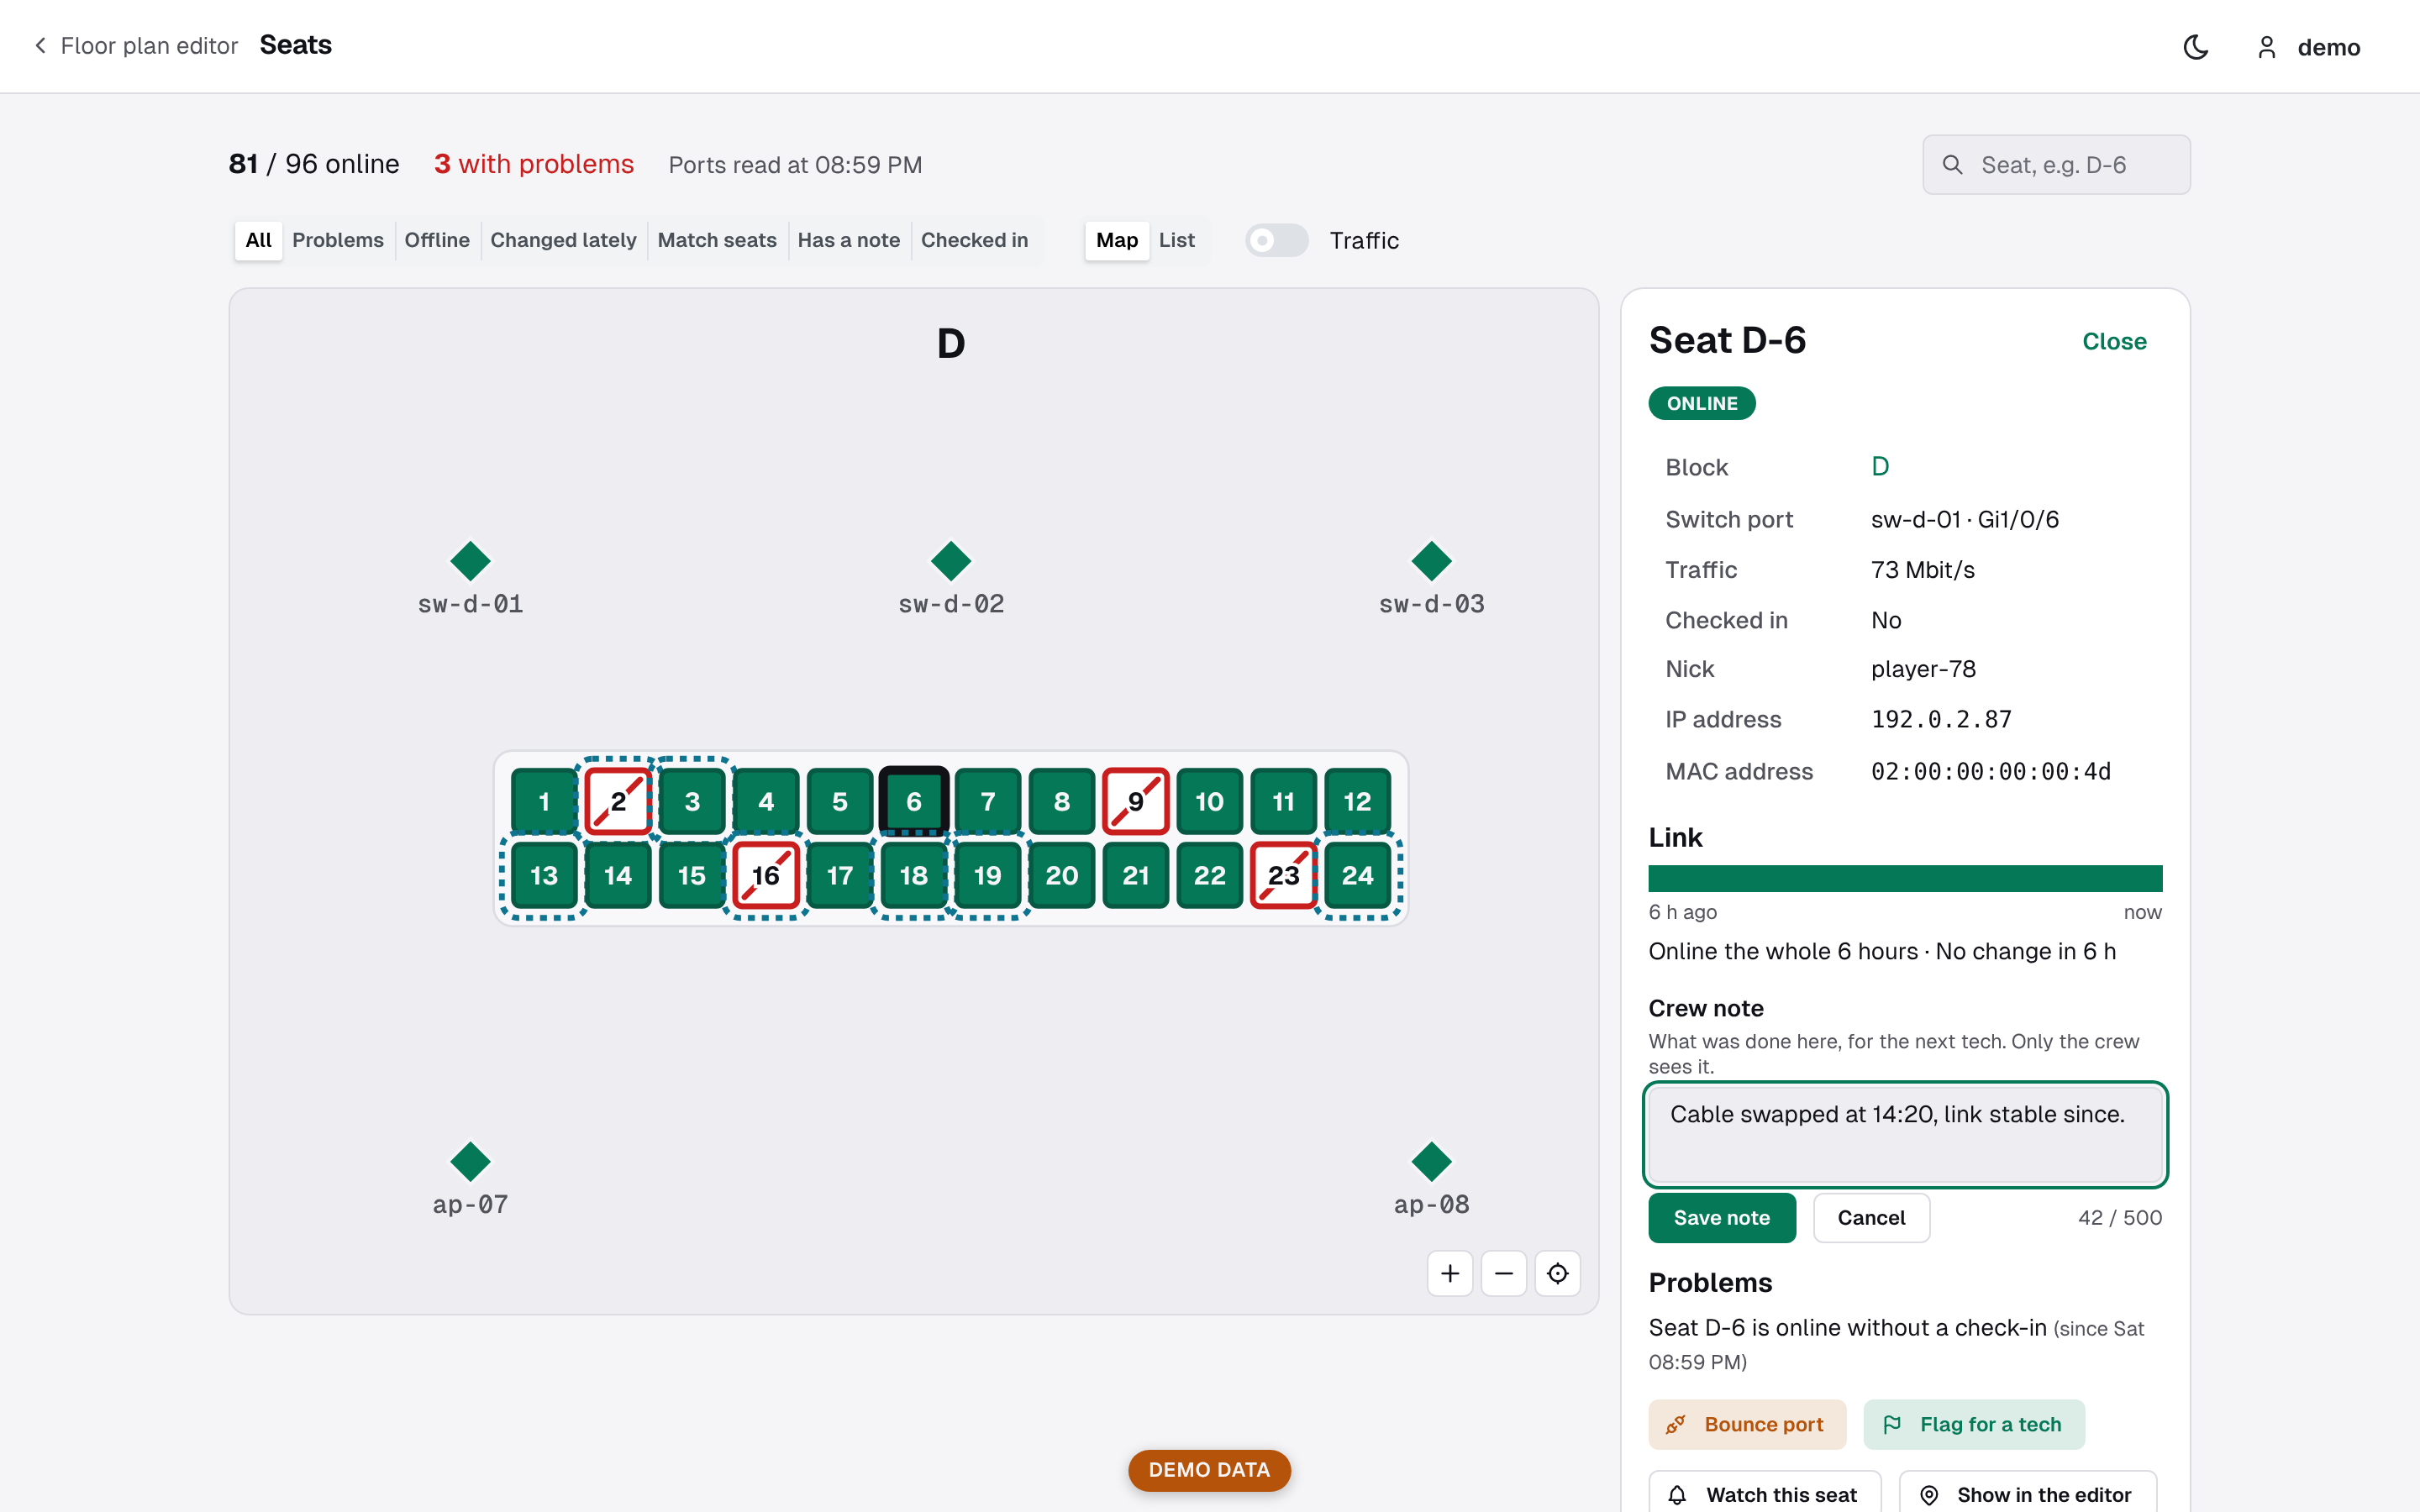 Floor plan editor Seats
demo
81 / 96 online 3 with problems Ports read at 08:59 PM
Seat, e.g. D-6
All Problems Offline Changed lately Match seats Has a note Checked in
Map List
Traffic
D
sw-d-01 sw-d-02 sw-d-03
1 2 3 4 5 6 7 8 9 10 11 12
13 14 15 16 17 18 19 20 21 22 23 24
ap-07 ap-08
Seat D-6 Close
ONLINE
Block D
Switch port sw-d-01 · Gi1/0/6
Traffic 73 Mbit/s
Checked in No
Nick player-78
IP address 192.0.2.87
MAC address 02:00:00:00:00:4d
Link
6 h ago now
Online the whole 6 hours · No change in 6 h
Crew note
What was done here, for the next tech. Only the crew
sees it.
Cable swapped at 14:20, link stable since.
Save note Cancel 42 / 500
Problems
Seat D-6 is online without a check-in (since Sat
08:59 PM)
Bounce port Flag for a tech
Watch this seat Show in the editor
DEMO DATA